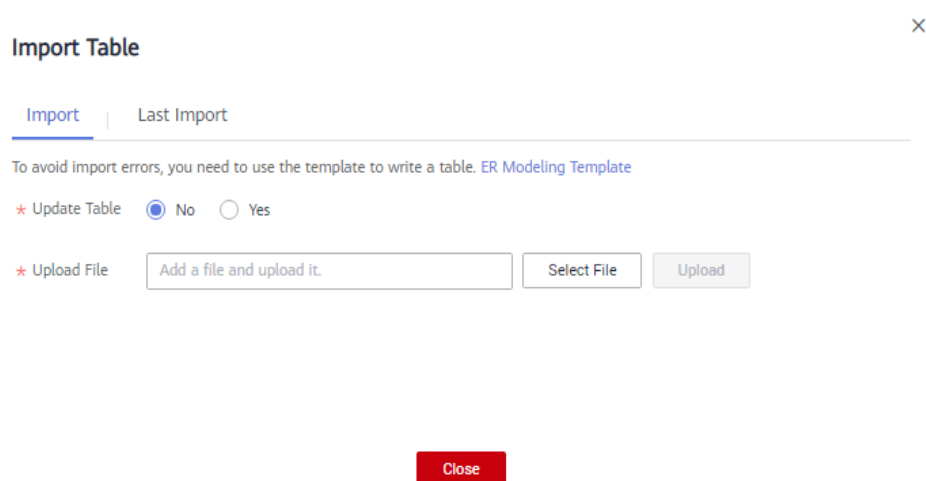 Import Table
Import Last Import
To avoid import errors, you need to use the template to write a table. ER Modeling Template
* Update Table No Yes
* Upload File Add a file and upload it. Select File Upload
Close